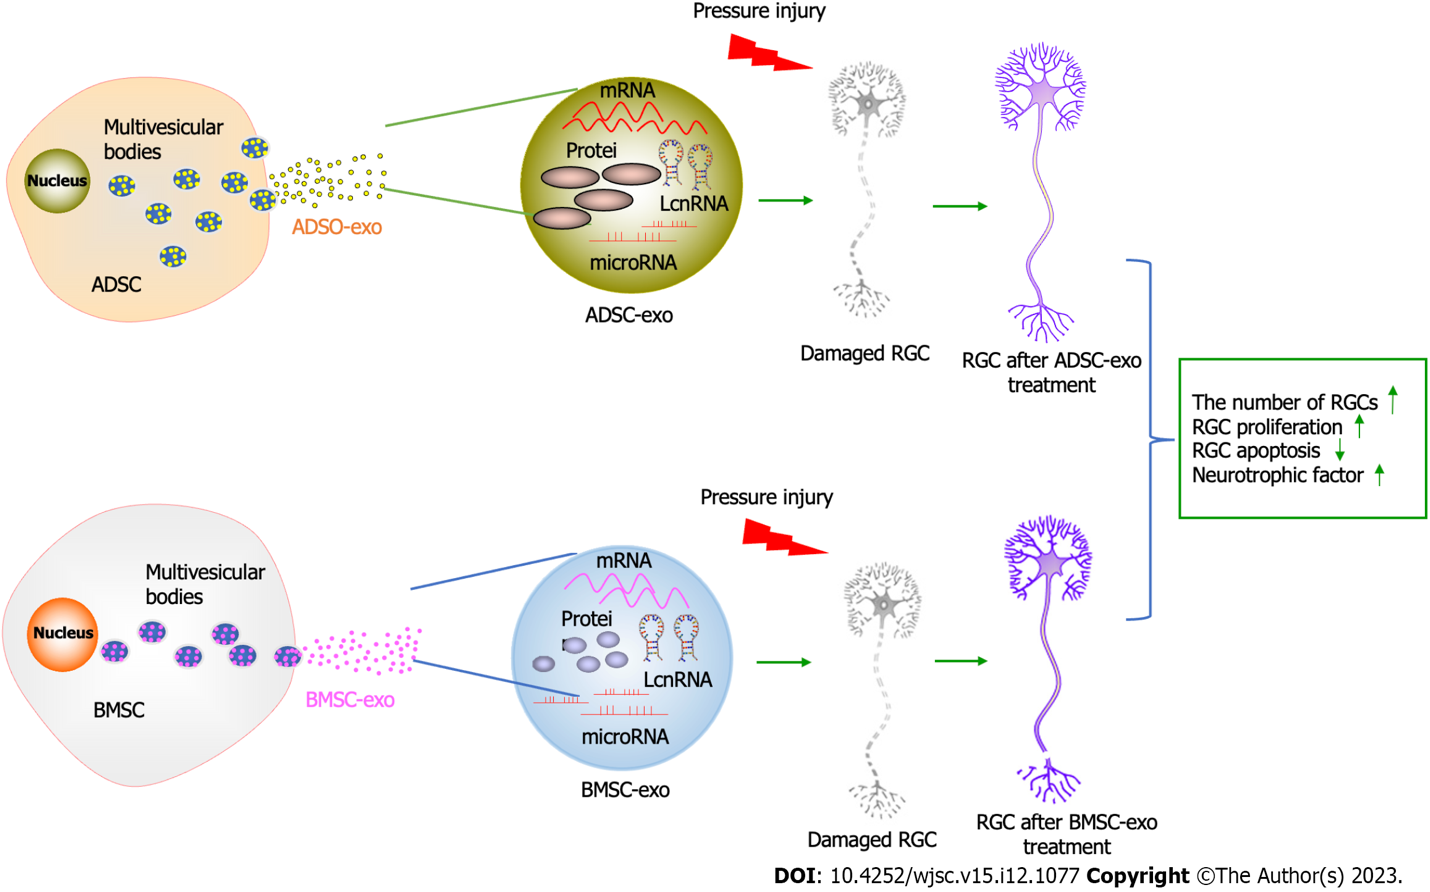 Pressure injury
Multivesicular
bodies
Nucleus
ADSO-exo
ADSC
mRNA
Protei
LcnRNA
microRNA
ADSC-exo
Damaged RGC
RGC after ADSC-exo
treatment
The number of RGCs ↑
RGC proliferation ↑
RGC apoptosis ↓
Neurotrophic factor ↑
Pressure injury
Multivesicular
bodies
Nucleus
BMSC-exo
BMSC
mRNA
Protei
LcnRNA
microRNA
BMSC-exo
Damaged RGC
RGC after BMSC-exo
treatment
DOI: 10.4252/wjsc.v15.i12.1077 Copyright ©The Author(s) 2023.